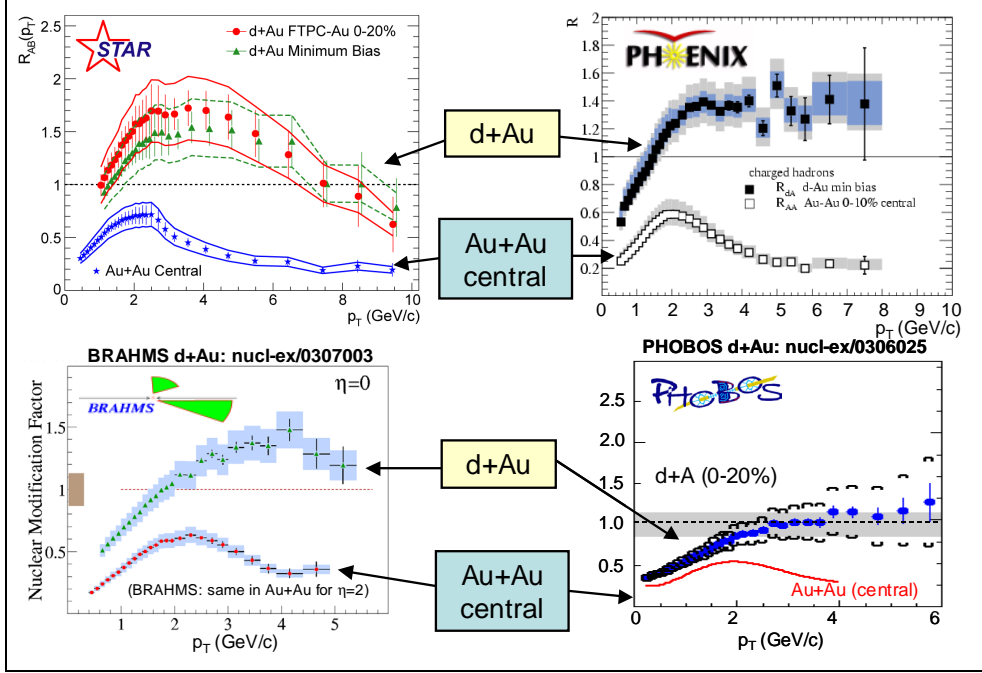 R_AB(p_T)
2.5
2
1.5
1
0.5
0
0 2 4 6 8 10
p_T (GeV/c)
STAR
d+Au FTPC-Au 0-20%
d+Au Minimum Bias
Au+Au Central
d+Au
Au+Au
central
R
2
1.8
1.6
1.4
1.2
1
0.8
0.6
0.4
0.2
0 1 2 3 4 5 6 7 8 9 10
p_T (GeV/c)
PHENIX
charged hadrons
R_dA d-Au min bias
R_AA Au-Au 0-10% central
BRAHMS d+Au: nucl-ex/0307003
Nuclear Modification Factor
1.5
1
0.5
1 2 3 4 5
p_T (GeV/c)
BRAHMS
η=0
(BRAHMS: same in Au+Au for η=2)
d+Au
Au+Au
central
PHOBOS d+Au: nucl-ex/0306025
PHOBOS
2.5
2.0
1.5
1.0
0.5
0 2 4 6
d+A (0-20%)
Au+Au (central)
p_T (GeV/c)